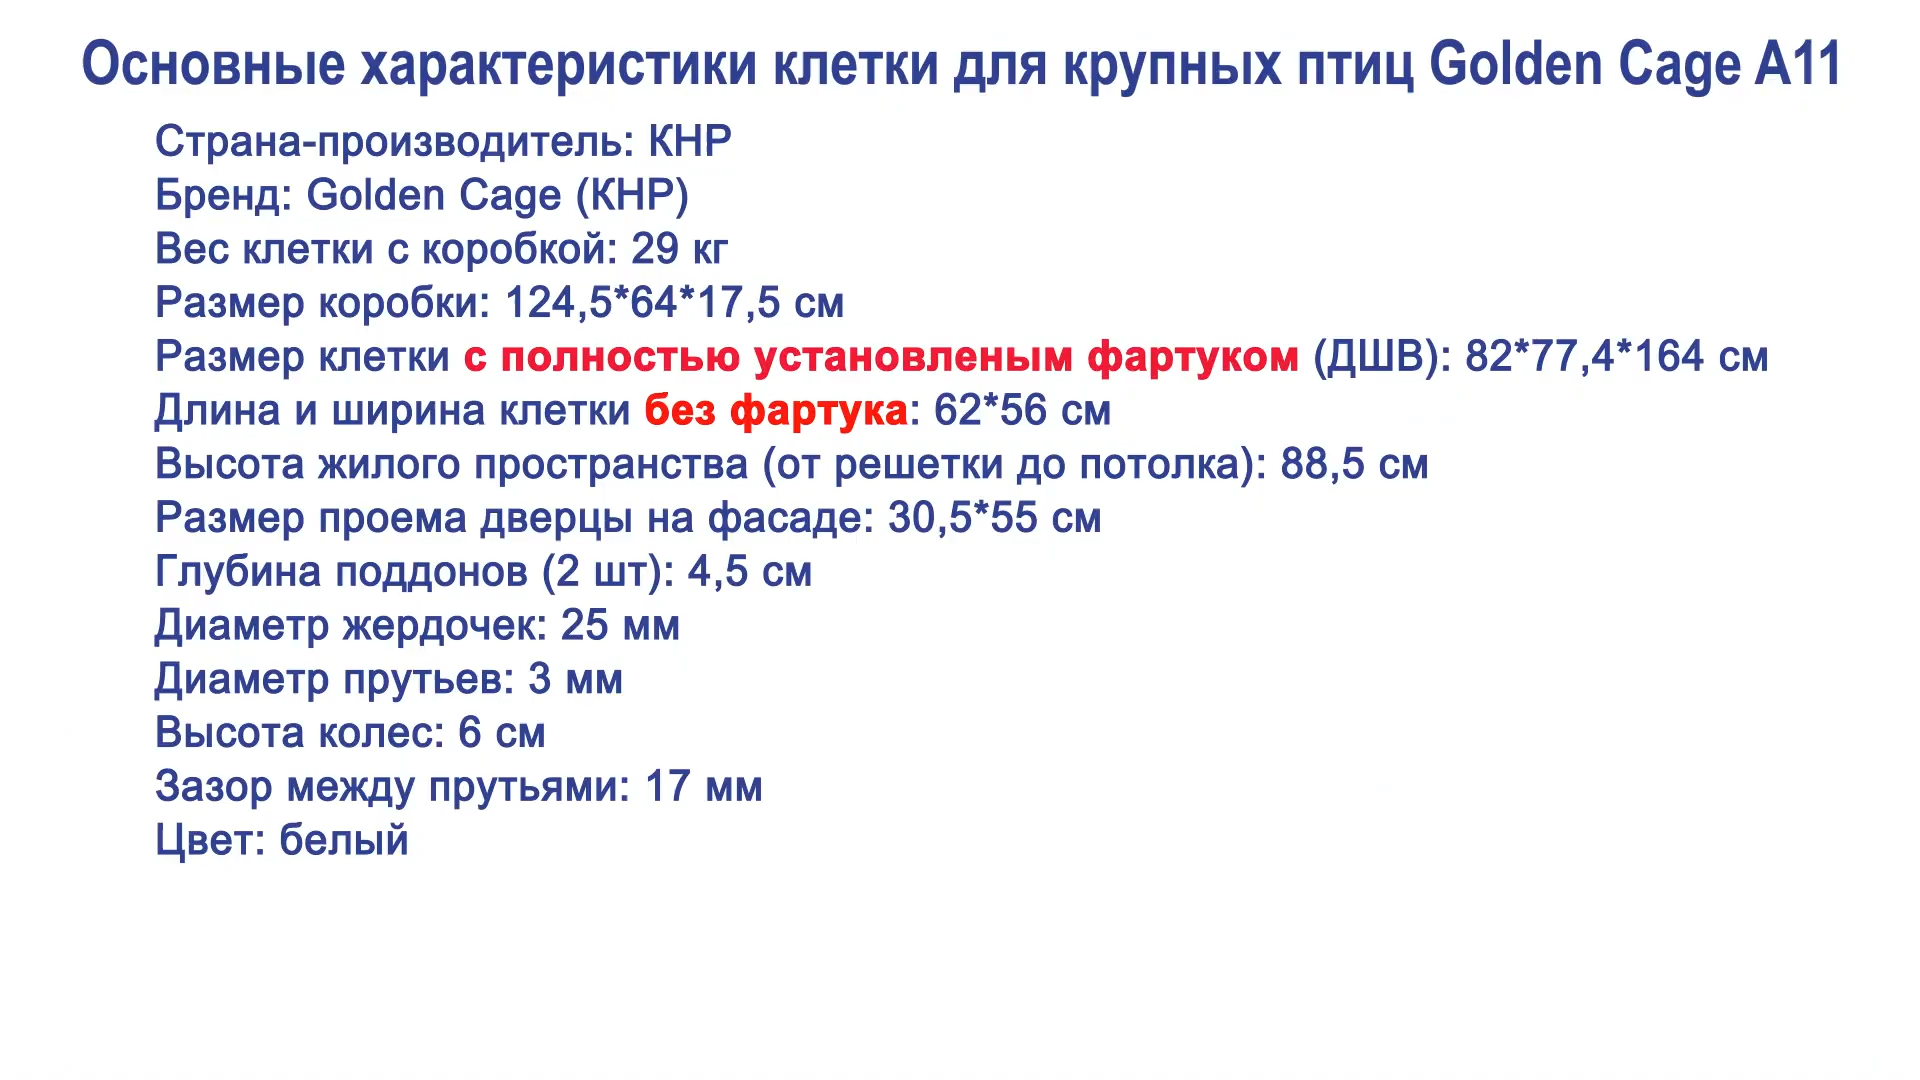 Основные характеристики клетки для крупных птиц Golden Cage A11
Страна-производитель: КНР
Бренд: Golden Cage (КНР)
Вес клетки с коробкой: 29 кг
Размер коробки: 124,5*64*17,5 см
Размер клетки с полностью установленым фартуком (ДШВ): 82*77,4*164 см
Длина и ширина клетки без фартука: 62*56 см
Высота жилого пространства (от решетки до потолка): 88,5 см
Размер проема дверцы на фасаде: 30,5*55 см
Глубина поддонов (2 шт): 4,5 см
Диаметр жердочек: 25 мм
Диаметр прутьев: 3 мм
Высота колес: 6 см
Зазор между прутьями: 17 мм
Цвет: белый